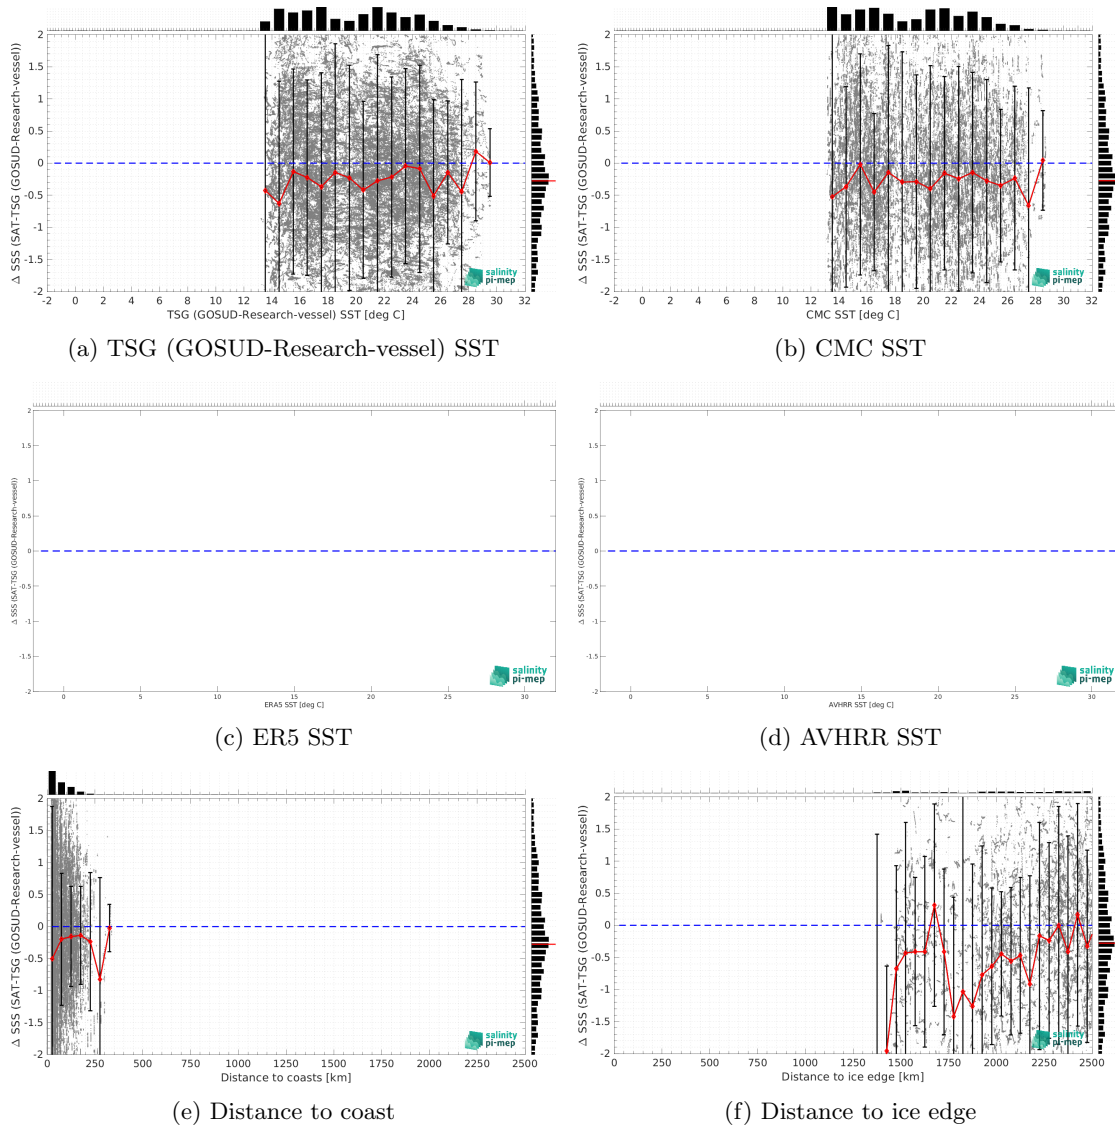 Δ SSS (SAT-TSG (GOSUD-Research-vessel))
2
1.5
1
0.5
0
-0.5
-1
-1.5
-2
salinity
pi-mep
-2 0 2 4 6 8 10 12 14 16 18 20 22 24 26 28 30 32
TSG (GOSUD-Research-vessel) SST [deg C]
(a) TSG (GOSUD-Research-vessel) SST
Δ SSS (SAT-TSG (GOSUD-Research-vessel))
2
1.5
1
0.5
0
-0.5
-1
-1.5
-2
salinity
pi-mep
-2 0 2 4 6 8 10 12 14 16 18 20 22 24 26 28 30 32
CMC SST [deg C]
(b) CMC SST
Δ SSS (SAT-TSG (GOSUD-Research-vessel))
2
1.5
1
0.5
0
-0.5
-1
-1.5
-2
salinity
pi-mep
0 5 10 15 20 25 30
ERA5 SST [deg C]
(c) ER5 SST
Δ SSS (SAT-TSG (GOSUD-Research-vessel))
2
1.5
1
0.5
0
-0.5
-1
-1.5
-2
salinity
pi-mep
0 5 10 15 20 25 30
AVHRR SST [deg C]
(d) AVHRR SST
Δ SSS (SAT-TSG (GOSUD-Research-vessel))
2
1.5
1
0.5
0
-0.5
-1
-1.5
-2
salinity
pi-mep
0 250 500 750 1000 1250 1500 1750 2000 2250 2500
Distance to coasts [km]
(e) Distance to coast
Δ SSS (SAT-TSG (GOSUD-Research-vessel))
2
1.5
1
0.5
0
-0.5
-1
-1.5
-2
salinity
pi-mep
0 250 500 750 1000 1250 1500 1750 2000 2250 2500
Distance to ice edge [km]
(f) Distance to ice edge